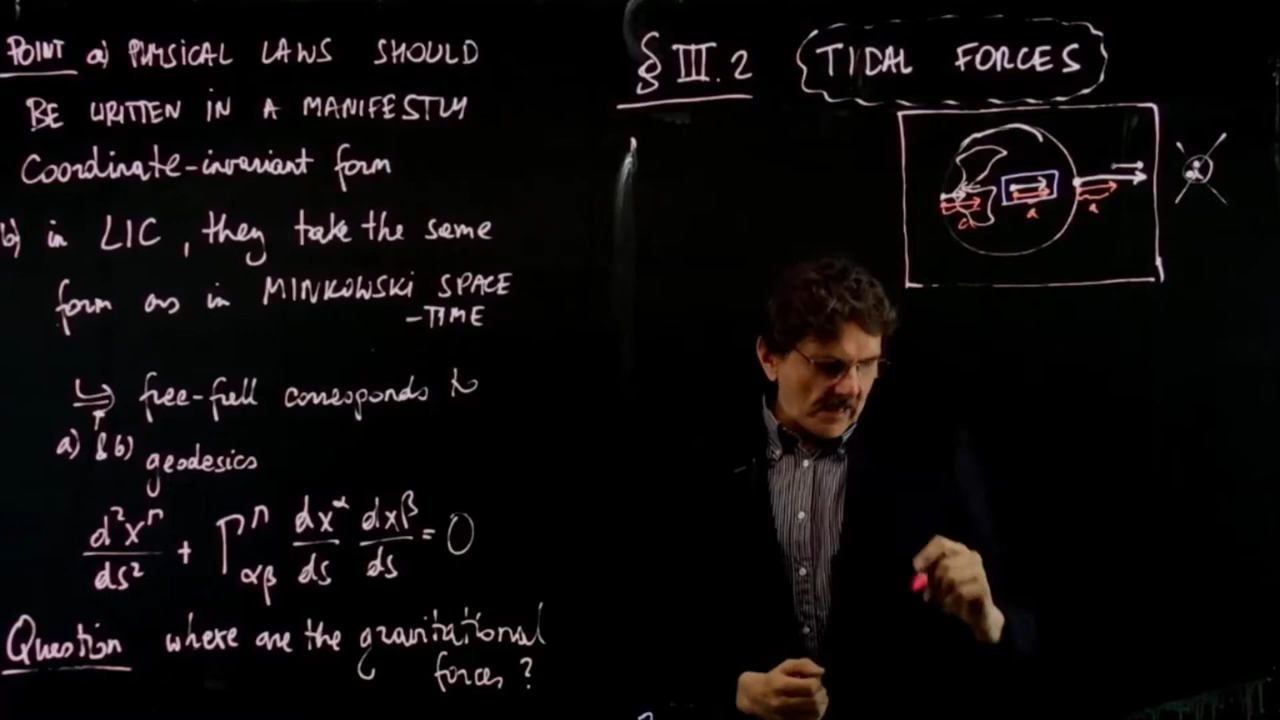 POINT a) PHYSICAL LAWS SHOULD
BE WRITTEN IN A MANIFESTLY
Coordinate-invariant form
b) in LIC, they take the same
form as in MINKOWSKI SPACE
-TIME
↳ free-fall corresponds to
a) & b)
geodesics
d²xⁿ/ds² + Γⁿ_αβ dx^α/ds dx^β/ds = 0
Question where are the gravitational
forces?
§ III.2 TIDAL FORCES
a a a